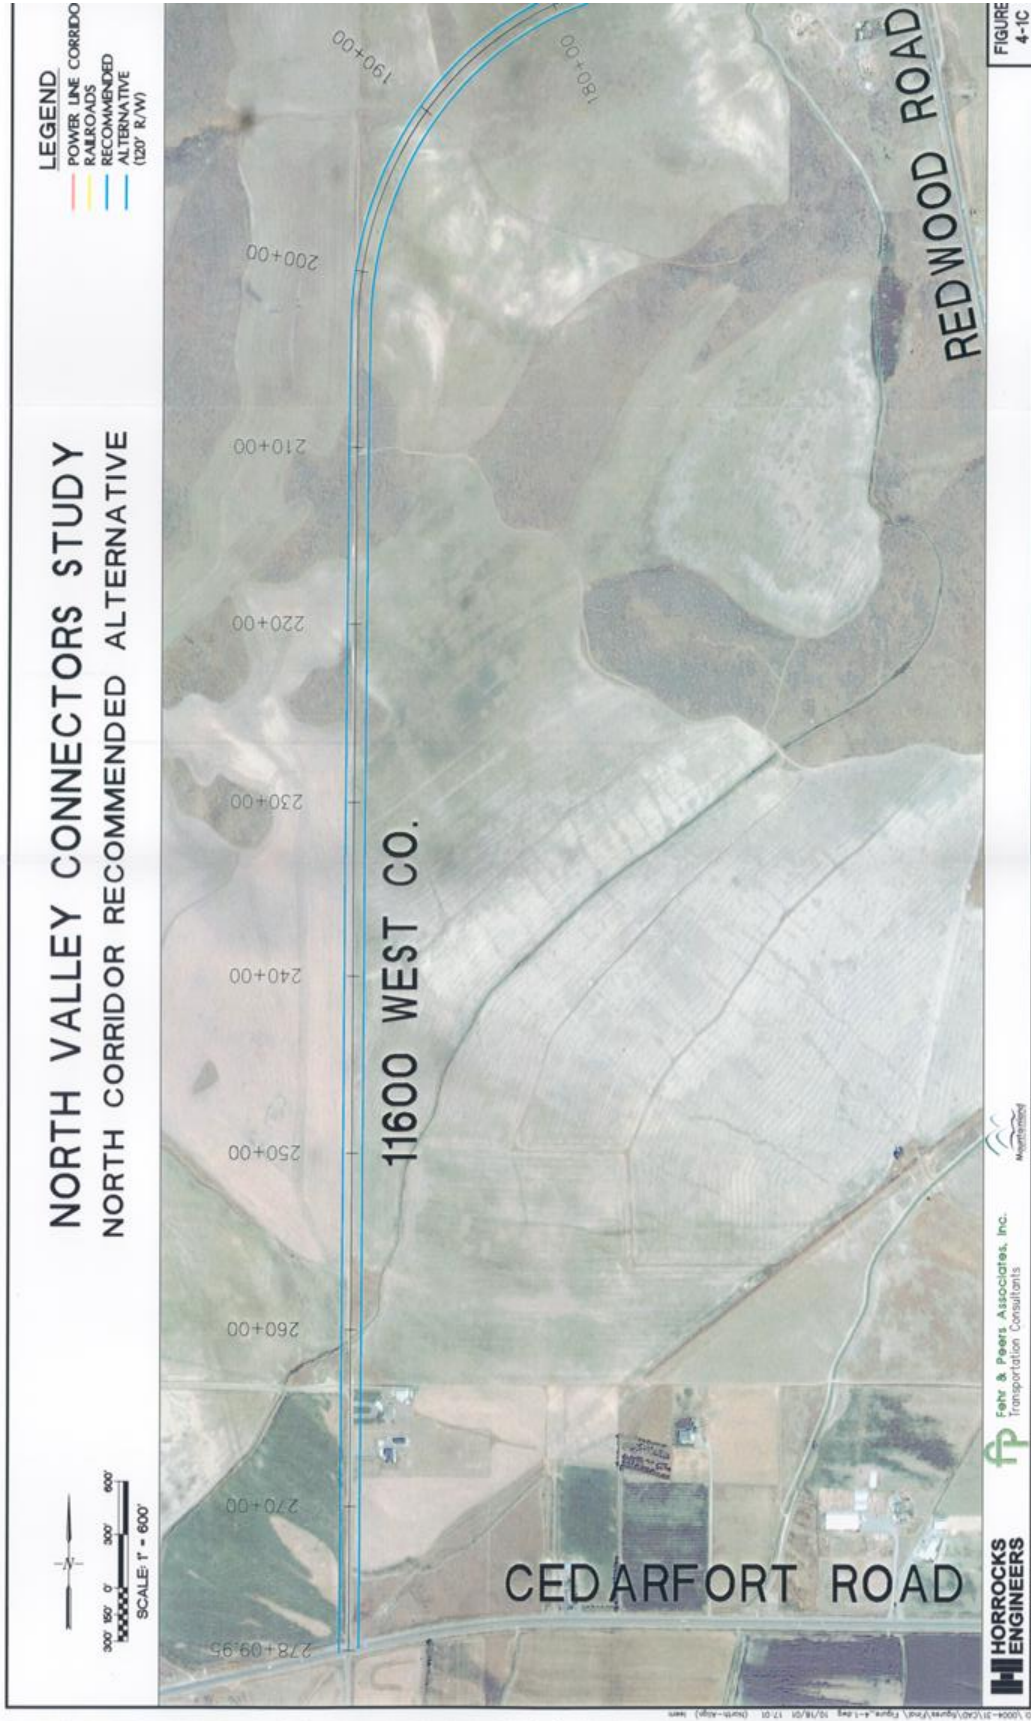 NORTH VALLEY CONNECTORS STUDY
NORTH CORRIDOR RECOMMENDED ALTERNATIVE
300' 150' 0' 300' 600'
SCALE: 1" = 600'
N
LEGEND
POWER LINE CORRIDO
RAILROADS
RECOMMENDED
ALTERNATIVE
(120' R/W)
278+09.95
270+00
260+00
250+00
240+00
230+00
220+00
210+00
200+00
190+00
180+00
11600 WEST CO.
CEDARFORT ROAD
REDWOOD ROAD
HORROCKS
ENGINEERS
fp
Fehr & Peers Associates, Inc.
Transportation Consultants
Mountainland
FIGURE
4-1C